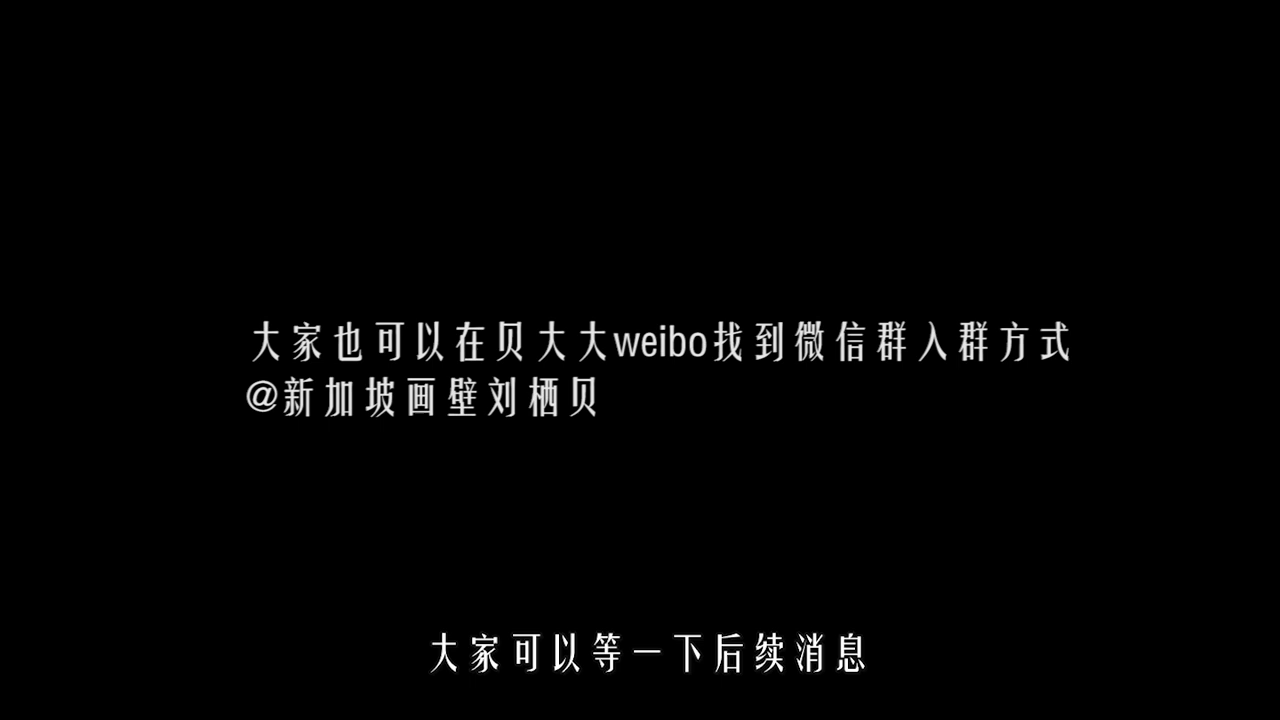 大家也可以在贝大大weibo找到微信群入群方式
@新加坡画壁刘栖贝
大家可以等一下后续消息